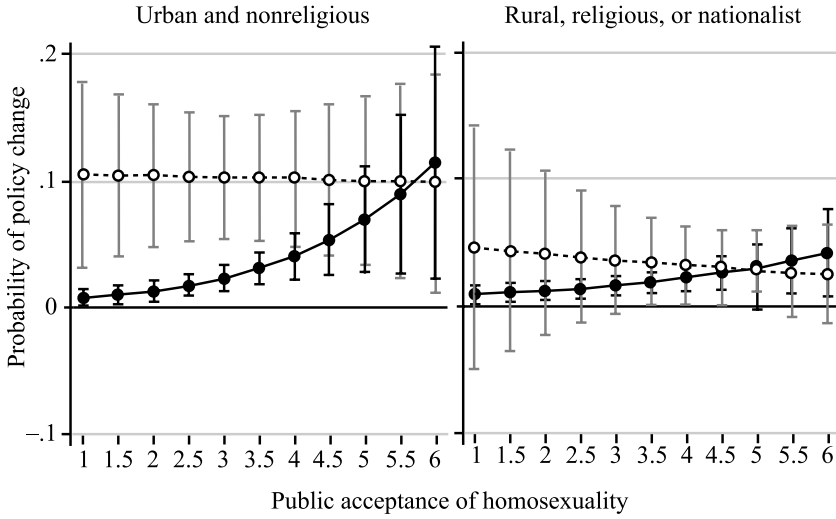 Urban and nonreligious
Rural, religious, or nationalist
Probability of policy change
.2
.1
0
–.1
1 1.5 2 2.5 3 3.5 4 4.5 5 5.5 6
1 1.5 2 2.5 3 3.5 4 4.5 5 5.5 6
Public acceptance of homosexuality